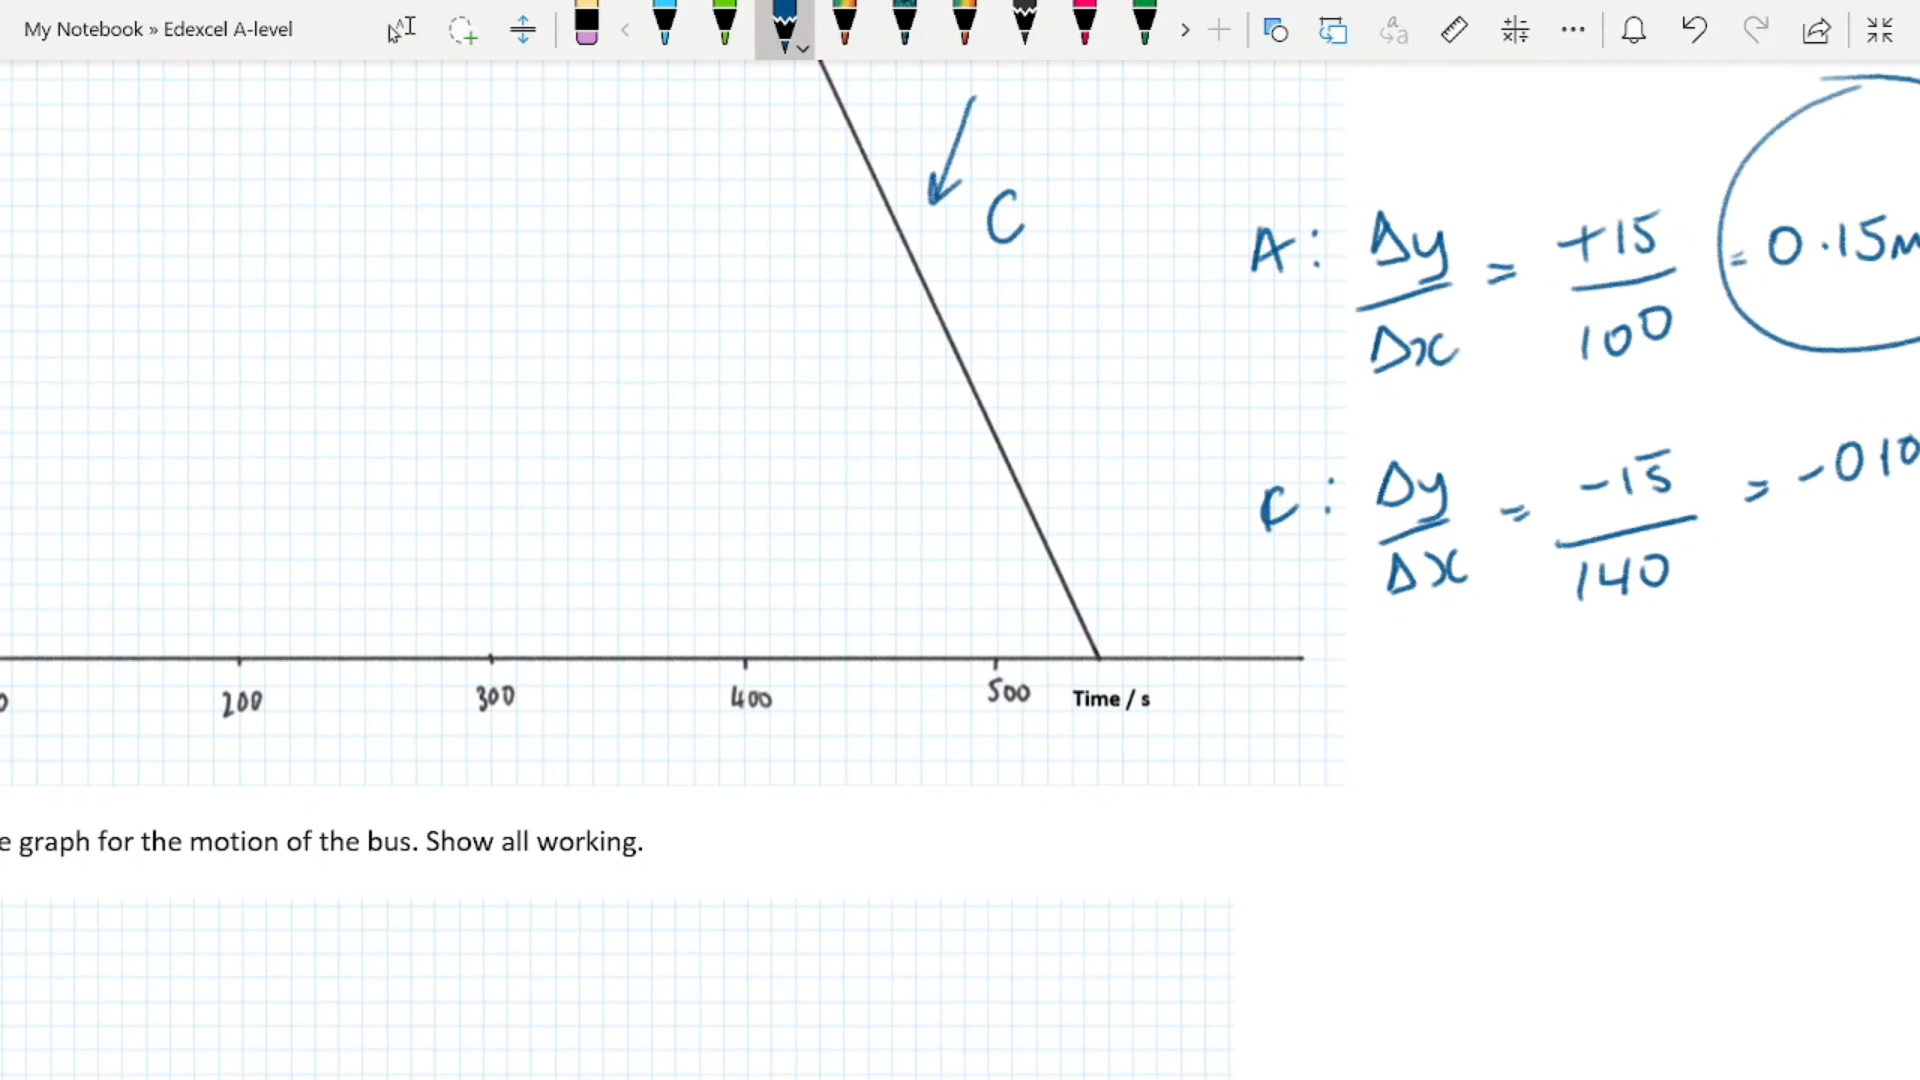 My Notebook » Edexcel A-level
C
A: Δy/Δx = +15/100 = 0.15m
C: Δy/Δx = -15/140 = -010
0 200 300 400 500 Time / s
e graph for the motion of the bus. Show all working.